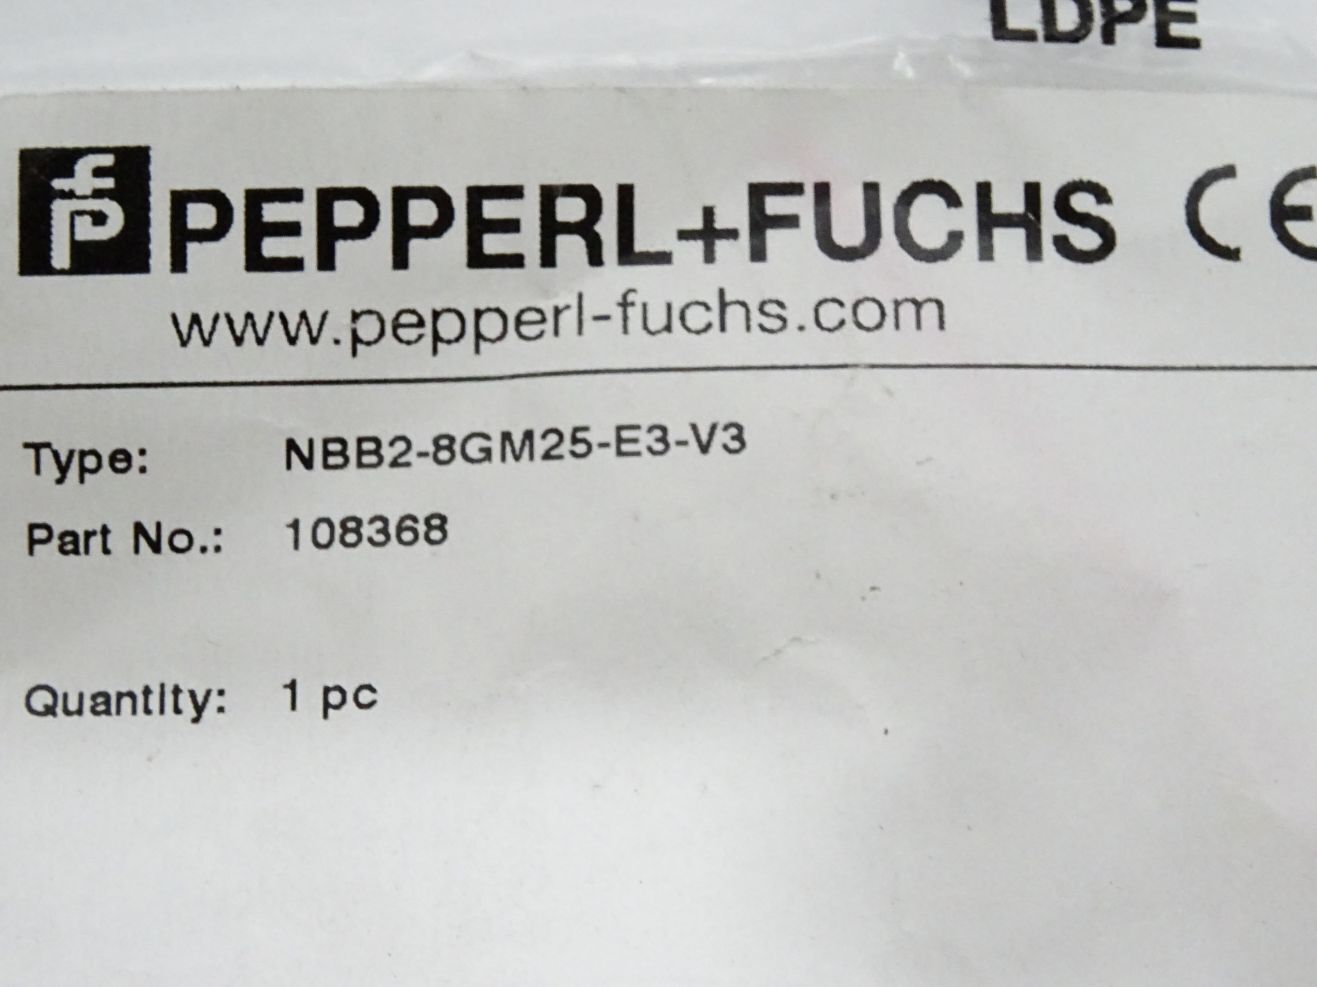 LDPE
fp PEPPERL+FUCHS CE
www.pepperl-fuchs.com
Type: NBB2-8GM25-E3-V3
Part No.: 108368
Quantity: 1 pc